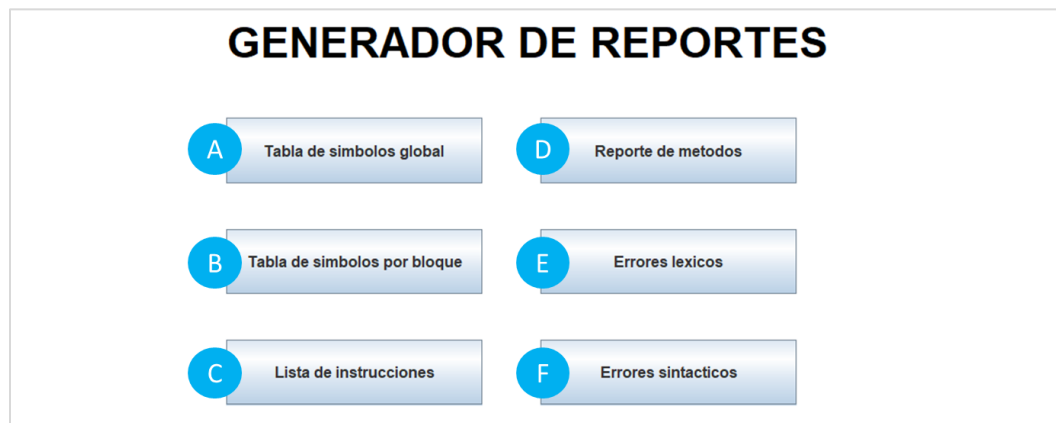 GENERADOR DE REPORTES
A Tabla de simbolos global
D Reporte de metodos
B Tabla de simbolos por bloque
E Errores lexicos
C Lista de instrucciones
F Errores sintacticos